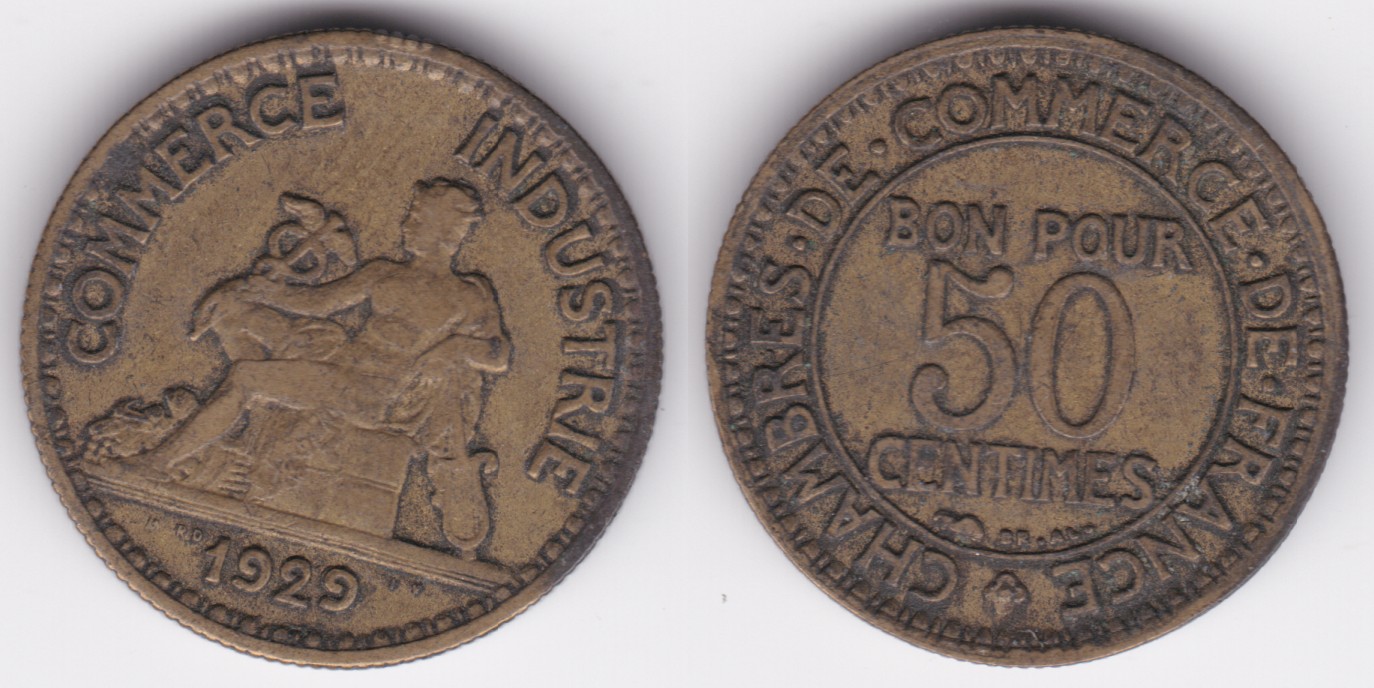 COMMERCE INDUSTRIE
1929
CHAMBRES · DE · COMMERCE · DE · FRANCE
BON POUR
50
CENTIMES